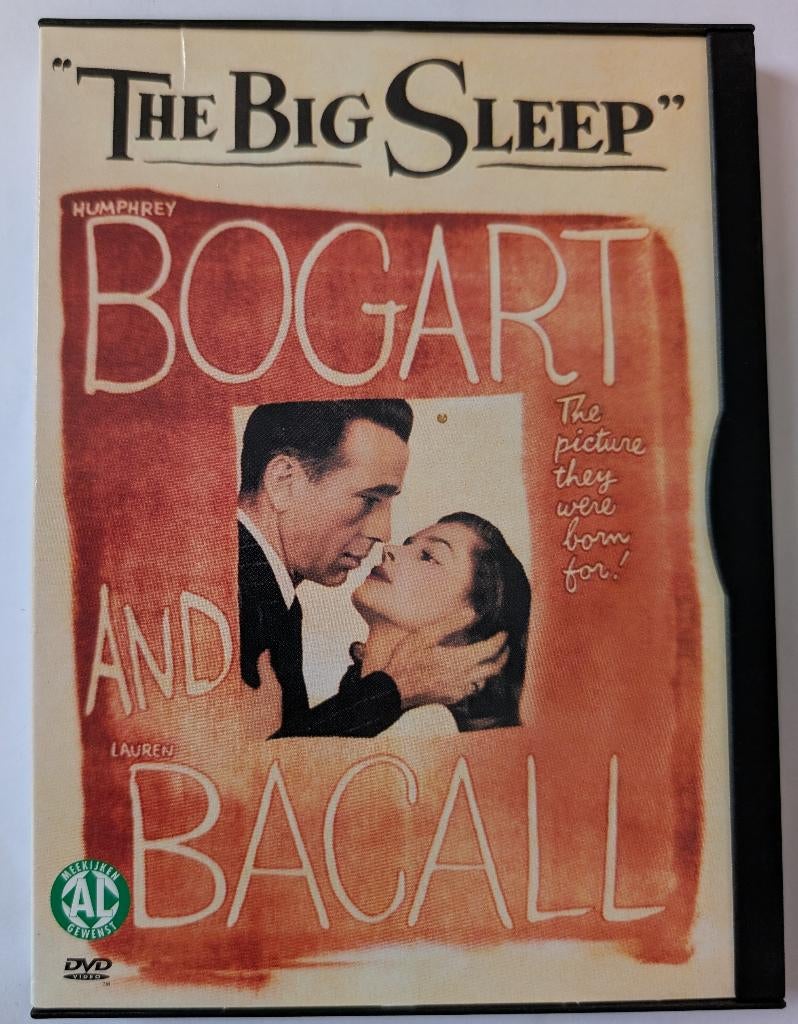 "THE BIG SLEEP"
HUMPHREY
BOGART
The
picture
they
were
born
for!
AND
LAUREN
BACALL
MEEKIJKEN
AL
GEWENST
DVD
VIDEO
TM